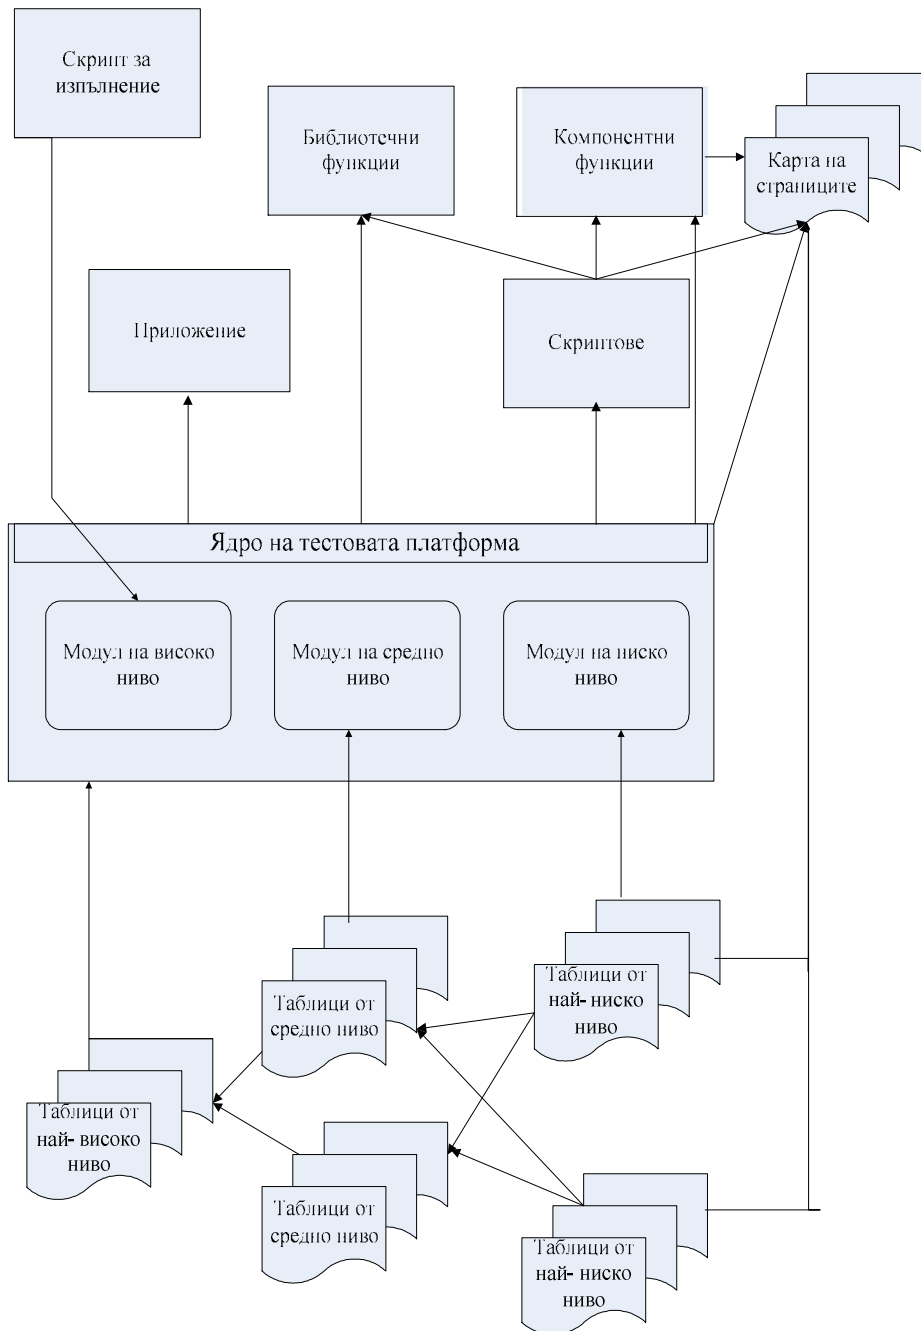 Скрипт за
изпълнение
Библиотечни
функции
Компонентни
функции
Карта на
страниците
Приложение
Скриптове
Ядро на тестовата платформа
Модул на високо
ниво
Модул на средно
ниво
Модул на ниско
ниво
Таблици от
средно ниво
Таблици от
най- ниско
ниво
Таблици от
най- високо
ниво
Таблици от
средно ниво
Таблици от
най- ниско
ниво